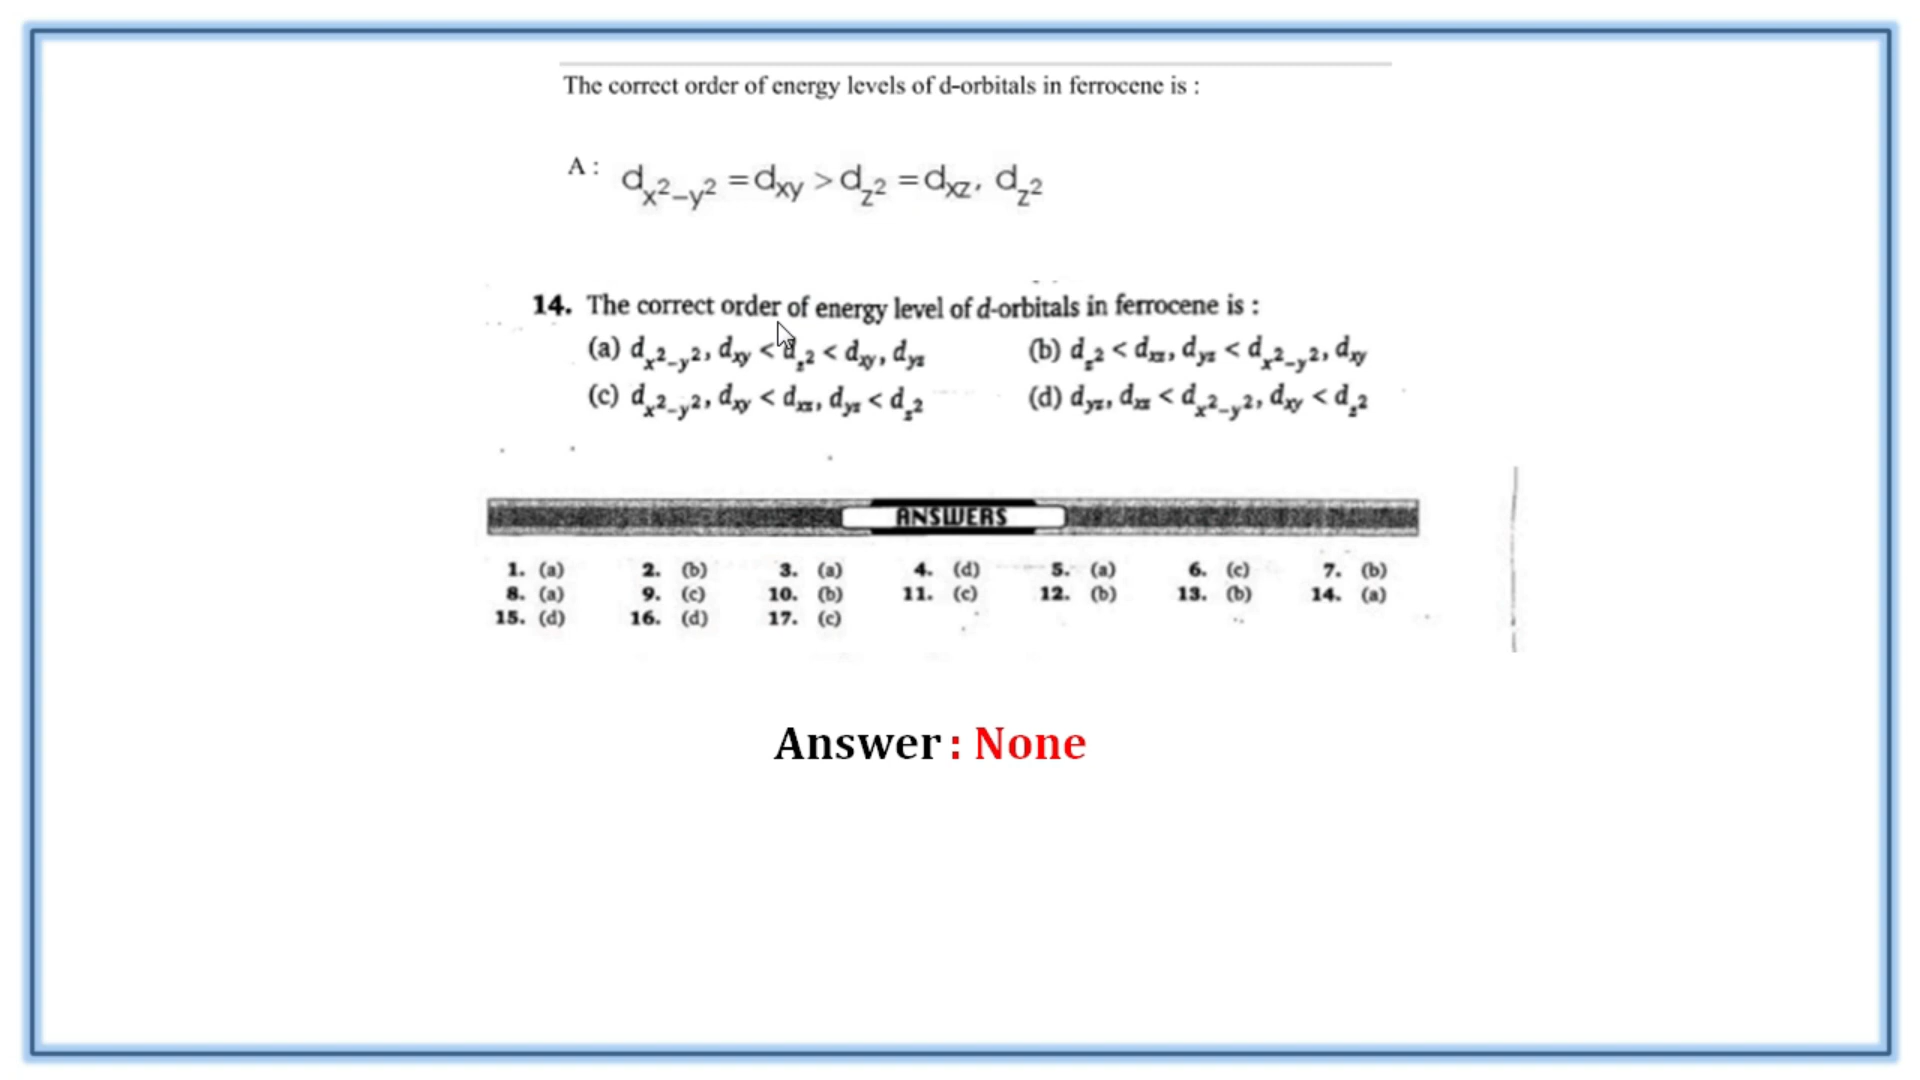 The correct order of energy levels of d-orbitals in ferrocene is :
A : dx²−y² = dxy > dz² = dxz, dz²
14. The correct order of energy level of d-orbitals in ferrocene is :
(a) dx²−y², dxy < dz² < dxy, dyz (b) dz² < dxz, dyz < dx²−y², dxy
(c) dx²−y², dxy < dxz, dyz < dz² (d) dyz, dxz < dx²−y², dxy < dz²
ANSWERS
1. (a) 2. (b) 3. (a) 4. (d) 5. (a) 6. (c) 7. (b)
8. (a) 9. (c) 10. (b) 11. (c) 12. (b) 13. (b) 14. (a)
15. (d) 16. (d) 17. (c)
Answer : None